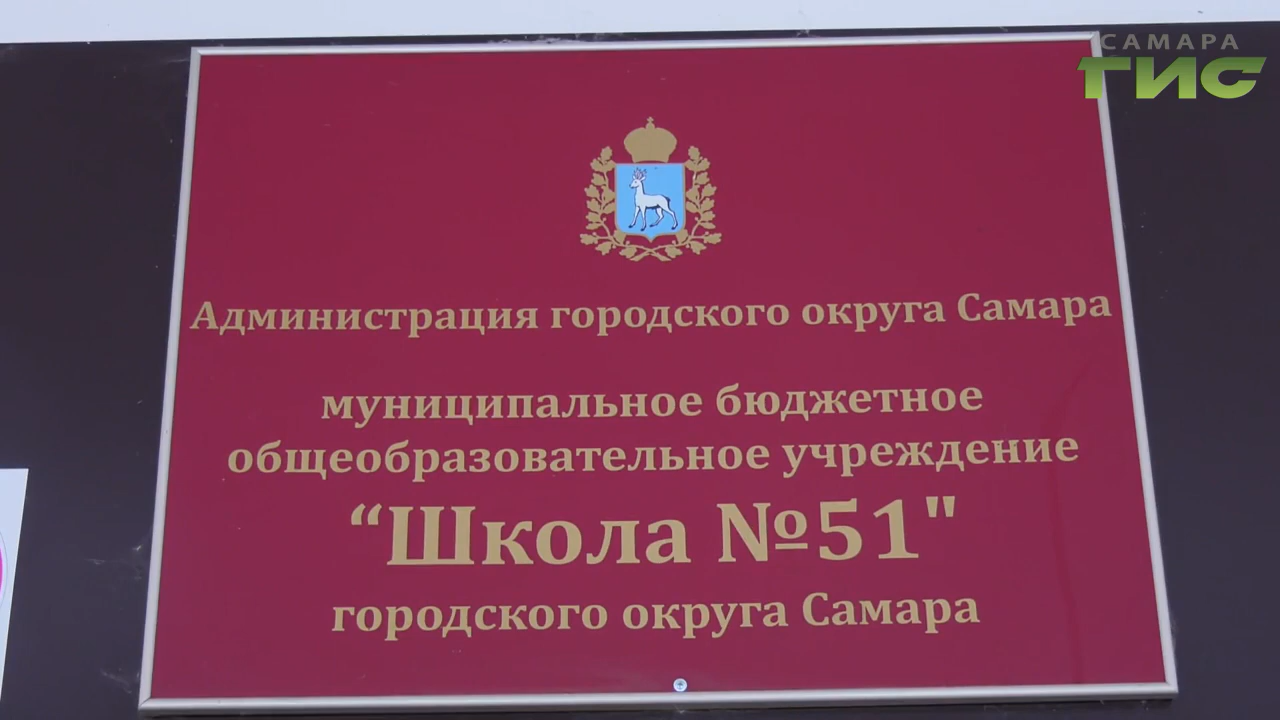 САМАРА
ГИС
Администрация городского округа Самара
муниципальное бюджетное
общеобразовательное учреждение
“Школа №51"
городского округа Самара